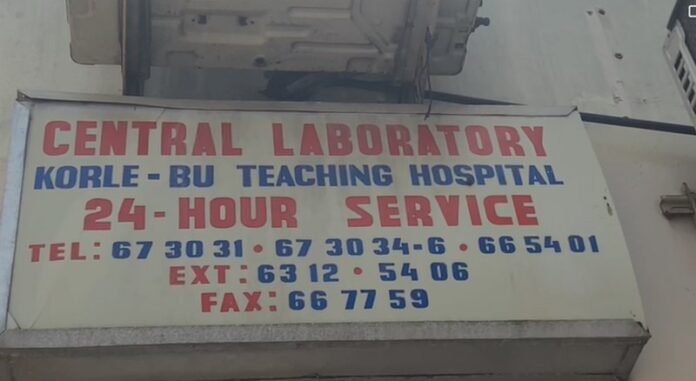 CENTRAL LABORATORY
KORLE-BU TEACHING HOSPITAL
24-HOUR SERVICE
TEL: 67 30 31 • 67 30 34-6 • 66 54 01
EXT: 63 12 • 54 06
FAX: 66 77 59